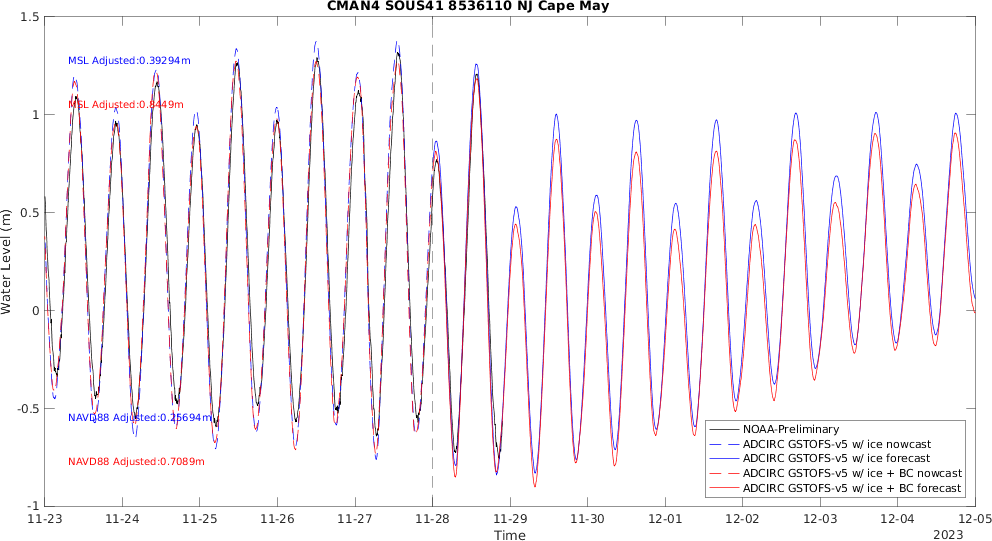 CMAN4 SOUS41 8536110 NJ Cape May
1.5
1
0.5
0
-0.5
-1
Water Level (m)
MSL Adjusted:0.39294m
MSL Adjusted:0.8449m
NAVD88 Adjusted:0.25694m
NAVD88 Adjusted:0.7089m
NOAA-Preliminary
ADCIRC GSTOFS-v5 w/ ice nowcast
ADCIRC GSTOFS-v5 w/ ice forecast
ADCIRC GSTOFS-v5 w/ ice + BC nowcast
ADCIRC GSTOFS-v5 w/ ice + BC forecast
11-23 11-24 11-25 11-26 11-27 11-28 11-29 11-30 12-01 12-02 12-03 12-04 12-05
Time
2023